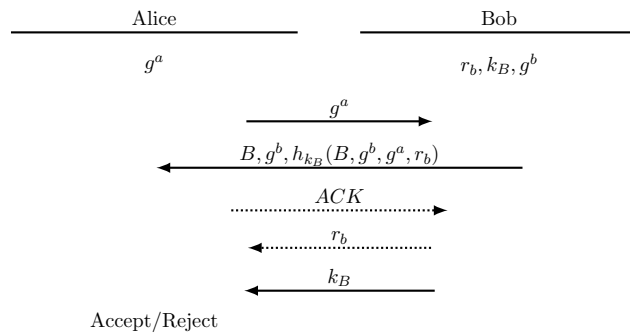 Alice Bob
g^a r_b, k_B, g^b
g^a
B, g^b, h_{k_B}(B, g^b, g^a, r_b)
ACK
r_b
k_B
Accept/Reject